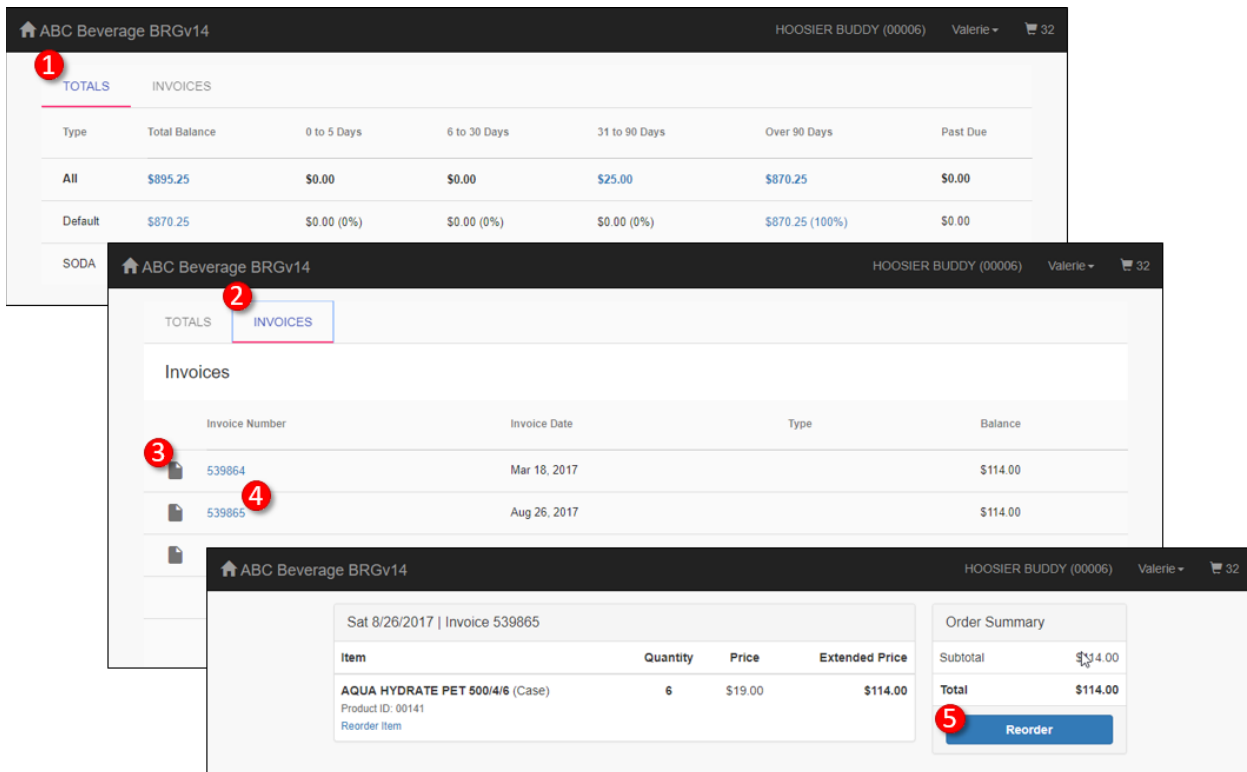 ABC Beverage BRGv14 HOOSIER BUDDY (00006) Valerie 32
1
TOTALS INVOICES
Type Total Balance 0 to 5 Days 6 to 30 Days 31 to 90 Days Over 90 Days Past Due
All $895.25 $0.00 $0.00 $25.00 $870.25 $0.00
Default $870.25 $0.00 (0%) $0.00 (0%) $0.00 (0%) $870.25 (100%) $0.00
SODA
ABC Beverage BRGv14 HOOSIER BUDDY (00006) Valerie 32
2
TOTALS INVOICES
Invoices
Invoice Number Invoice Date Type Balance
3
539864 Mar 18, 2017 $114.00
4
539865 Aug 26, 2017 $114.00
ABC Beverage BRGv14 HOOSIER BUDDY (00006) Valerie 32
Sat 8/26/2017 | Invoice 539865
Item Quantity Price Extended Price
AQUA HYDRATE PET 500/4/6 (Case) 6 $19.00 $114.00
Product ID: 00141
Reorder Item
Order Summary
Subtotal
Total $114.00
5
Reorder